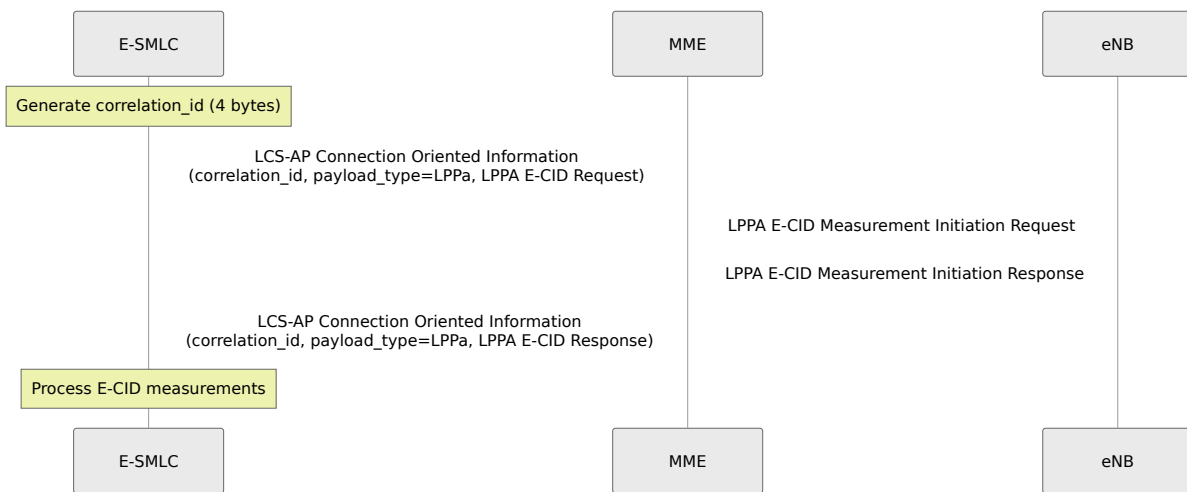 E-SMLC
MME
eNB
Generate correlation_id (4 bytes)
LCS-AP Connection Oriented Information
(correlation_id, payload_type=LPPa, LPPA E-CID Request)
LPPA E-CID Measurement Initiation Request
LPPA E-CID Measurement Initiation Response
LCS-AP Connection Oriented Information
(correlation_id, payload_type=LPPa, LPPA E-CID Response)
Process E-CID measurements
E-SMLC
MME
eNB